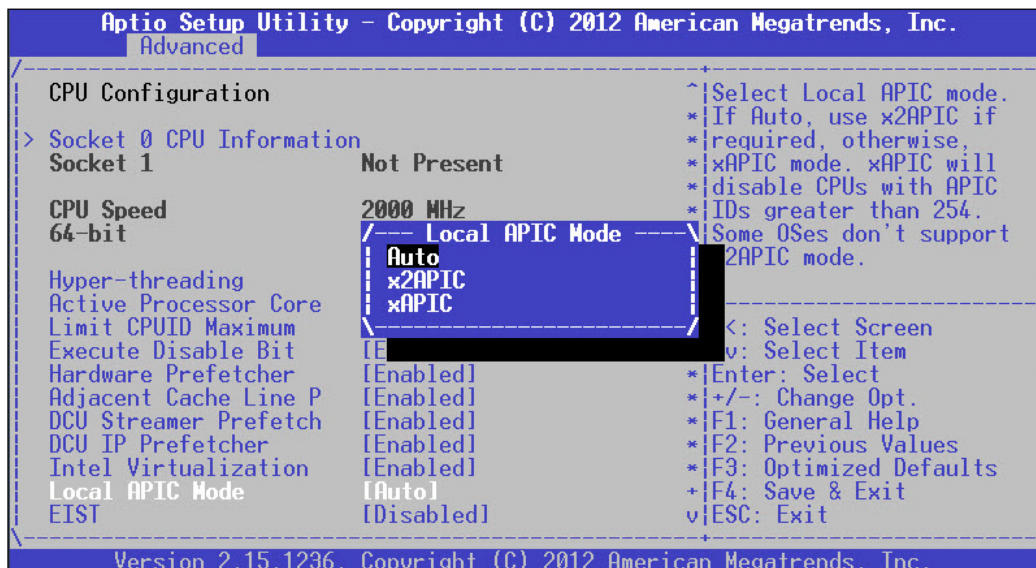 Aptio Setup Utility - Copyright (C) 2012 American Megatrends, Inc.
Advanced
CPU Configuration
> Socket 0 CPU Information
Socket 1 Not Present
CPU Speed 2000 MHz
64-bit
Hyper-threading
Active Processor Core
Limit CPUID Maximum
Execute Disable Bit [E
Hardware Prefetcher [Enabled]
Adjacent Cache Line P [Enabled]
DCU Streamer Prefetch [Enabled]
DCU IP Prefetcher [Enabled]
Intel Virtualization [Enabled]
Local APIC Mode [Auto]
EIST [Disabled]
Local APIC Mode
Auto
x2APIC
xAPIC
Select Local APIC mode.
If Auto, use x2APIC if
required, otherwise,
xAPIC mode. xAPIC will
disable CPUs with APIC
IDs greater than 254.
Some OSes don't support
2APIC mode.
<: Select Screen
v: Select Item
Enter: Select
+/-: Change Opt.
F1: General Help
F2: Previous Values
F3: Optimized Defaults
F4: Save & Exit
ESC: Exit
Version 2.15.1236. Copyright (C) 2012 American Megatrends, Inc.